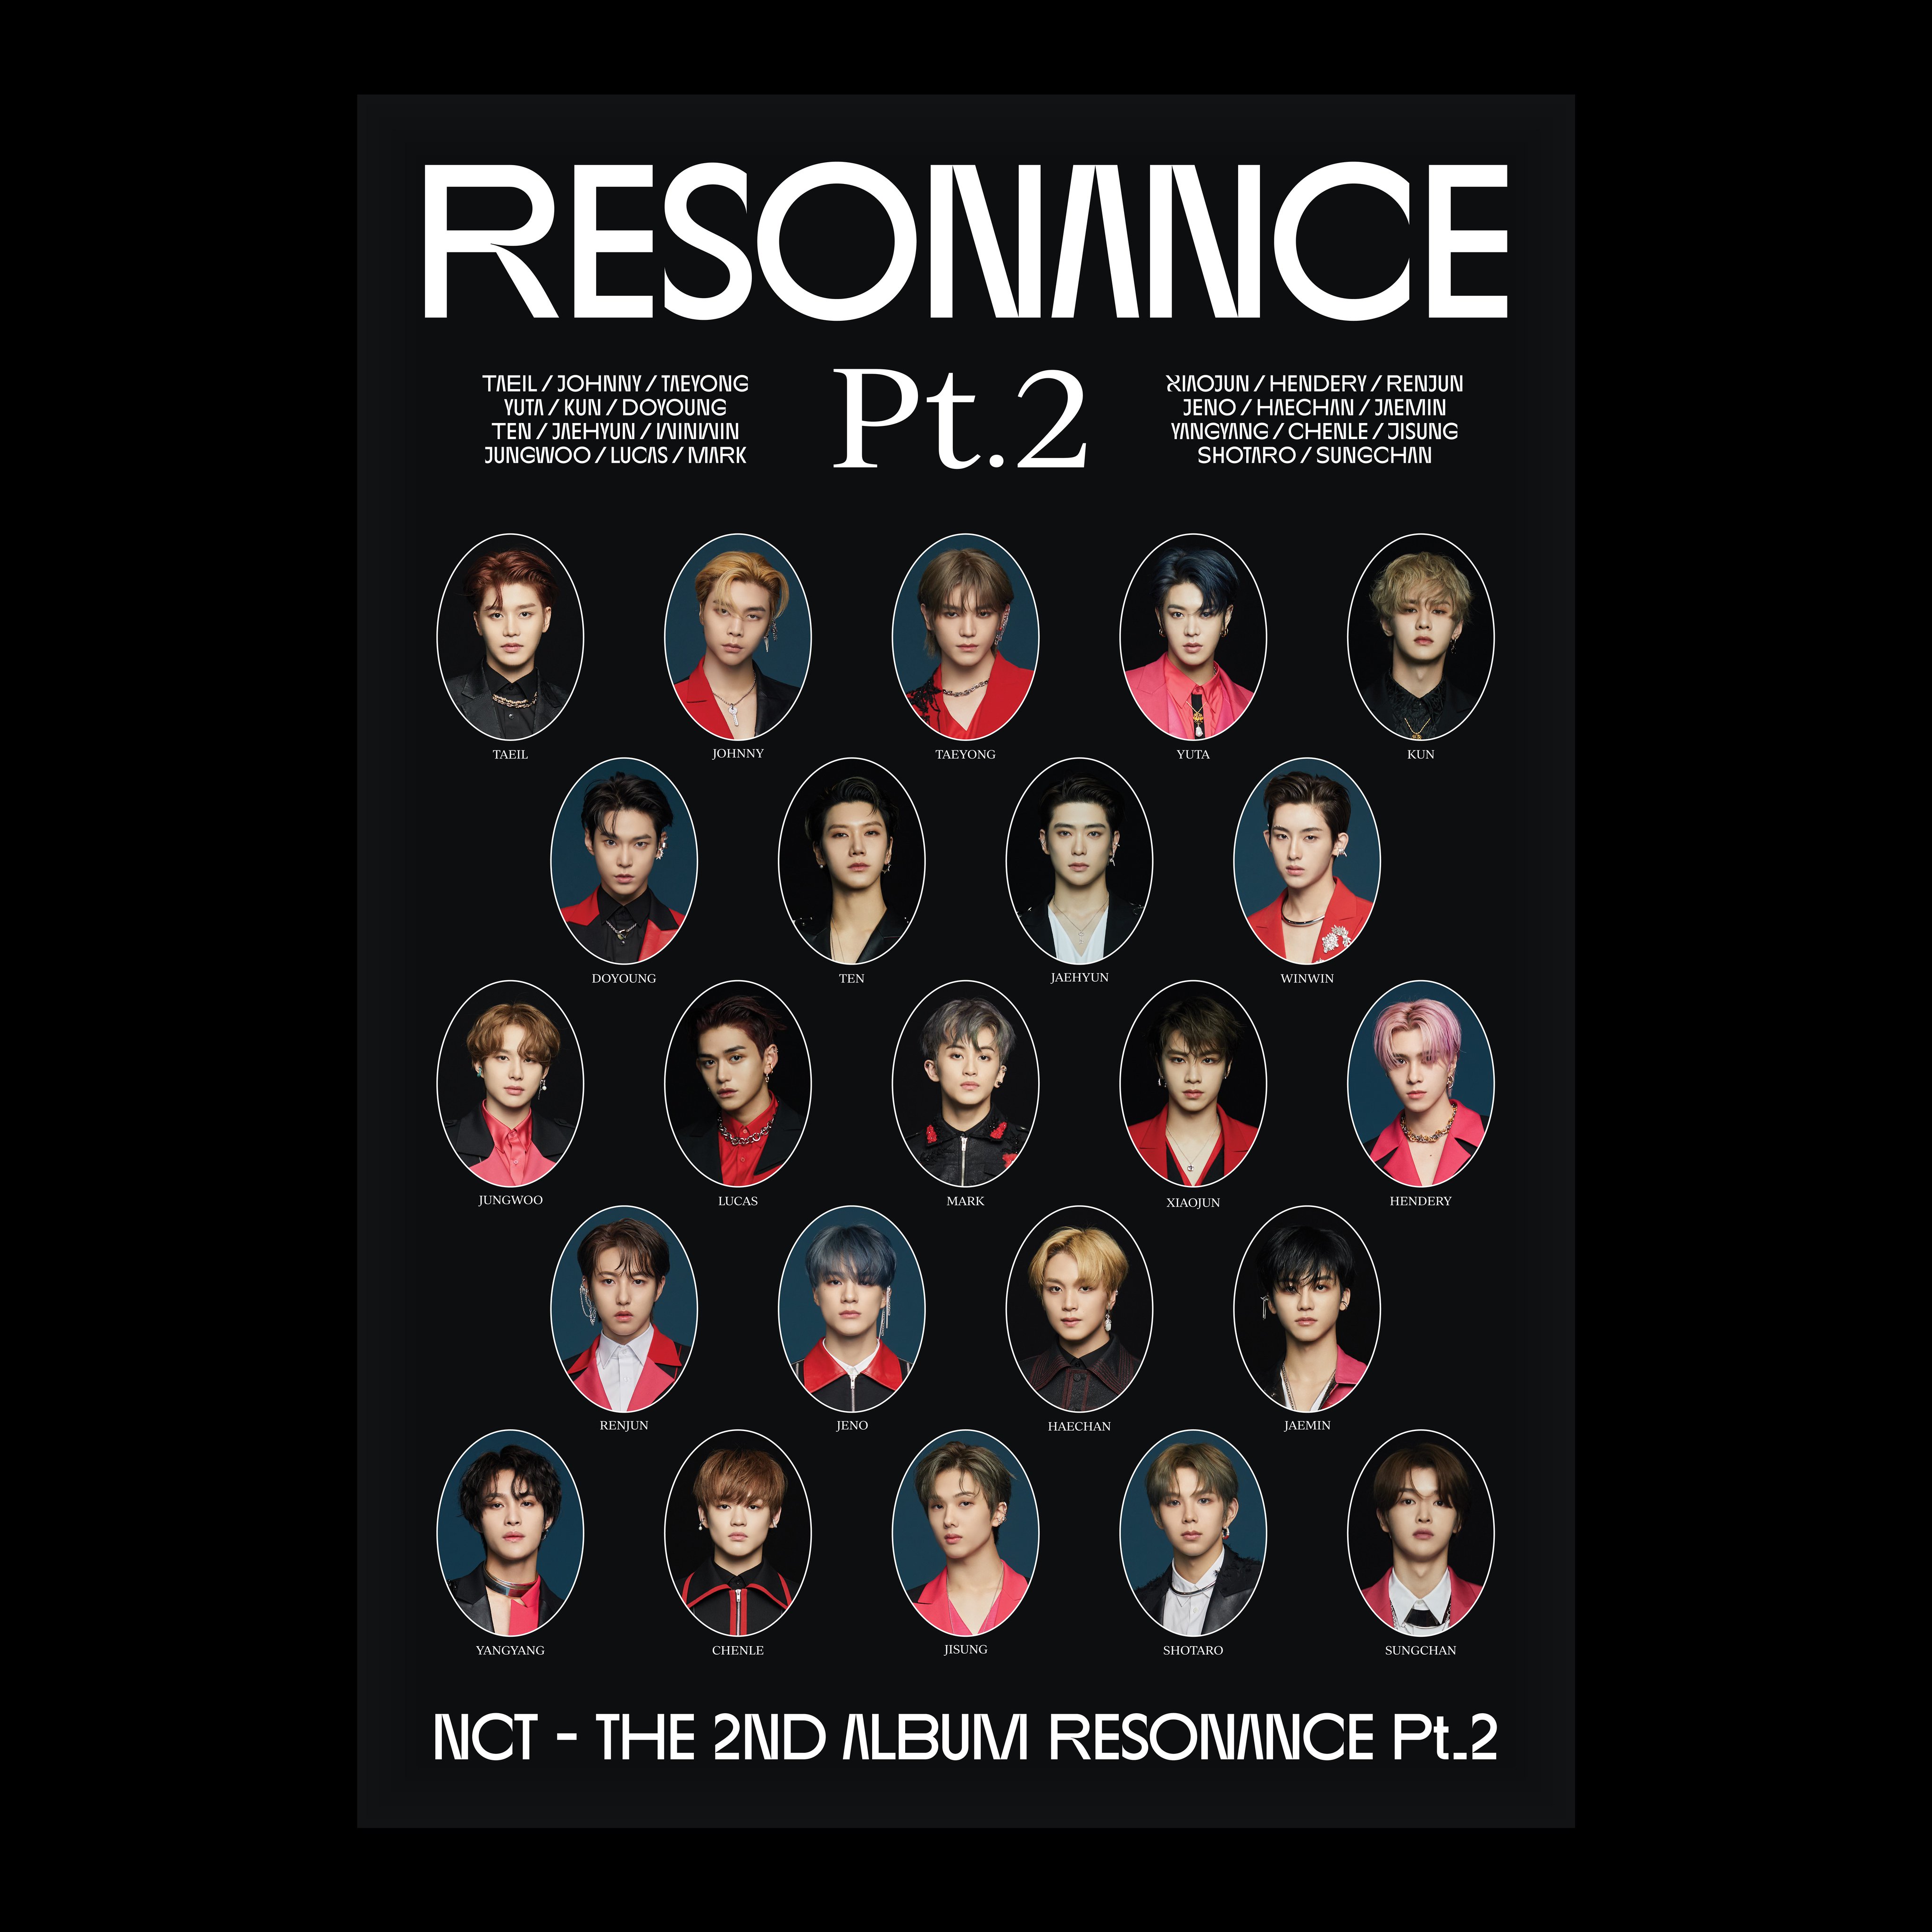 RESONANCE
TAEIL / JOHNNY / TAEYONG
YUTA / KUN / DOYOUNG
TEN / JAEHYUN / WINWIN
JUNGWOO / LUCAS / MARK
Pt.2
XIAOJUN / HENDERY / RENJUN
JENO / HAECHAN / JAEMIN
YANGYANG / CHENLE / JISUNG
SHOTARO / SUNGCHAN
TAEIL JOHNNY TAEYONG YUTA KUN
DOYOUNG TEN JAEHYUN WINWIN
JUNGWOO LUCAS MARK XIAOJUN HENDERY
RENJUN JENO HAECHAN JAEMIN
YANGYANG CHENLE JISUNG SHOTARO SUNGCHAN
NCT - THE 2ND ALBUM RESONANCE Pt.2